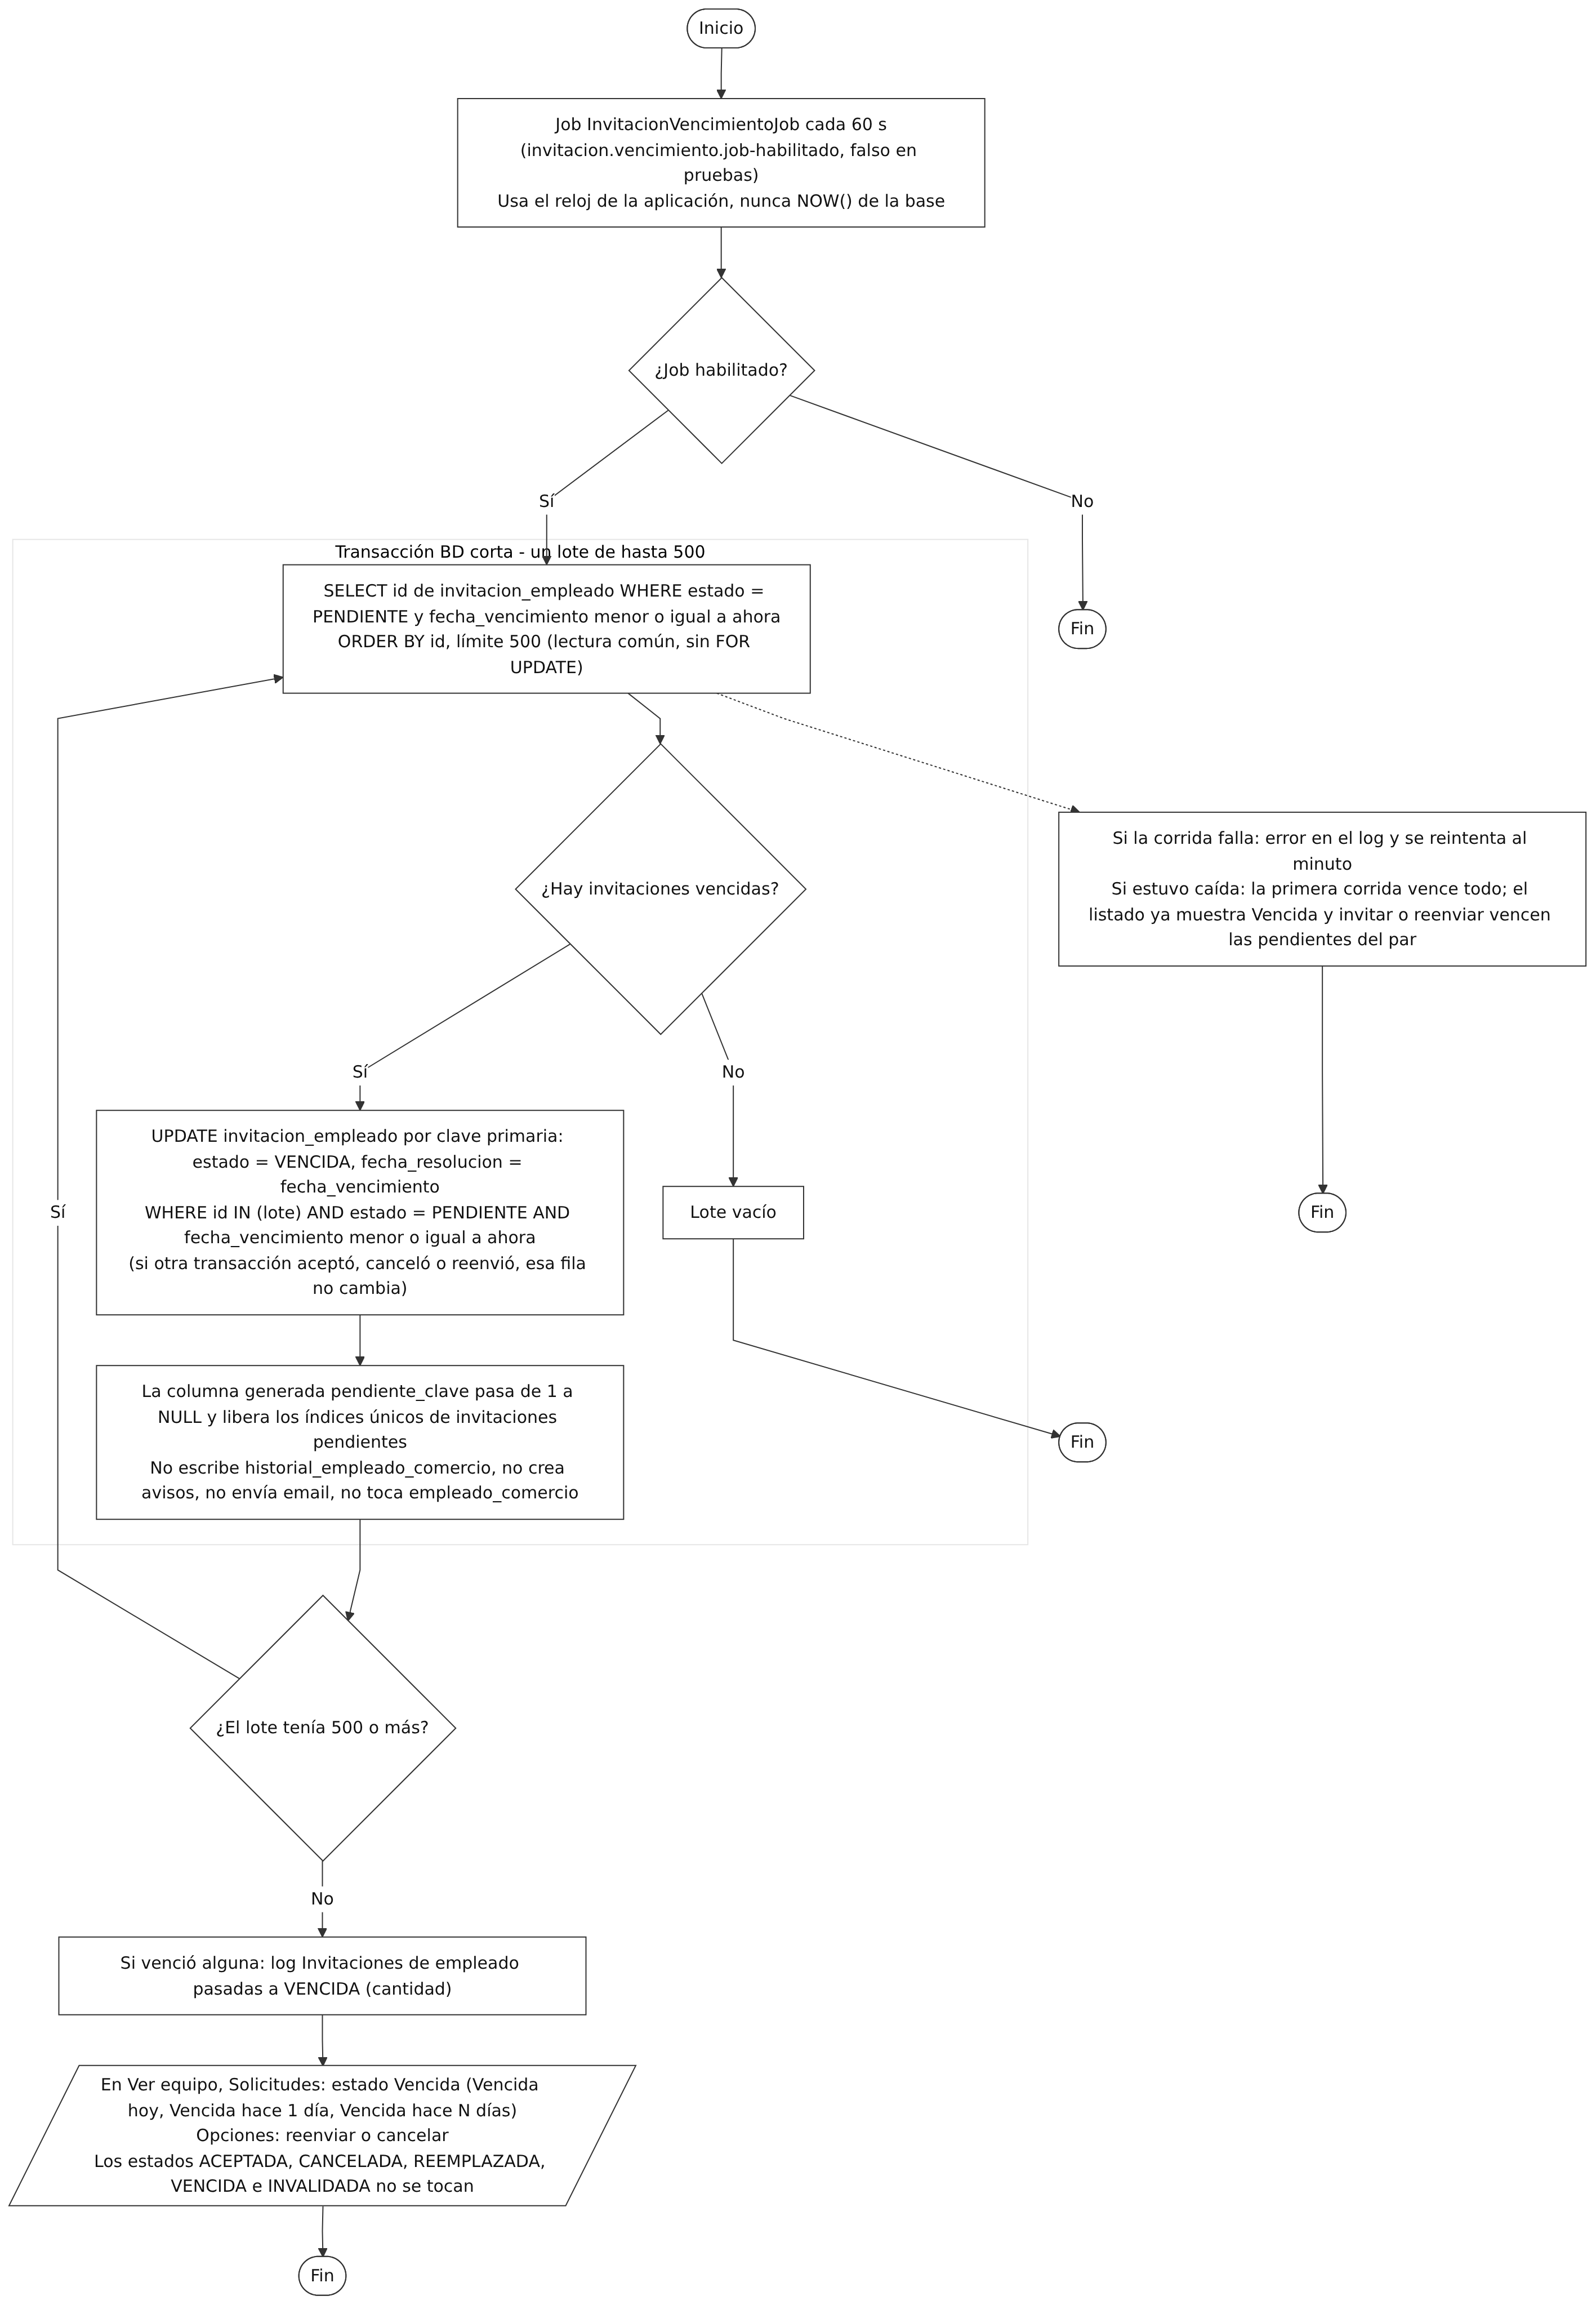 Inicio
Job InvitacionVencimientoJob cada 60 s
(invitacion.vencimiento.job-habilitado, falso en
pruebas)
Usa el reloj de la aplicación, nunca NOW() de la base
¿Job habilitado?
Sí
No
Transacción BD corta - un lote de hasta 500
SELECT id de invitacion_empleado WHERE estado =
PENDIENTE y fecha_vencimiento menor o igual a ahora
ORDER BY id, límite 500 (lectura común, sin FOR
UPDATE)
Fin
¿Hay invitaciones vencidas?
Si la corrida falla: error en el log y se reintenta al
minuto
Si estuvo caída: la primera corrida vence todo; el
listado ya muestra Vencida y invitar o reenviar vencen
las pendientes del par
Sí
No
UPDATE invitacion_empleado por clave primaria:
estado = VENCIDA, fecha_resolucion =
fecha_vencimiento
WHERE id IN (lote) AND estado = PENDIENTE AND
fecha_vencimiento menor o igual a ahora
(si otra transacción aceptó, canceló o reenvió, esa fila
no cambia)
Sí
Lote vacío
Fin
La columna generada pendiente_clave pasa de 1 a
NULL y libera los índices únicos de invitaciones
pendientes
No escribe historial_empleado_comercio, no crea
avisos, no envía email, no toca empleado_comercio
Fin
¿El lote tenía 500 o más?
No
Si venció alguna: log Invitaciones de empleado
pasadas a VENCIDA (cantidad)
En Ver equipo, Solicitudes: estado Vencida (Vencida
hoy, Vencida hace 1 día, Vencida hace N días)
Opciones: reenviar o cancelar
Los estados ACEPTADA, CANCELADA, REEMPLAZADA,
VENCIDA e INVALIDADA no se tocan
Fin